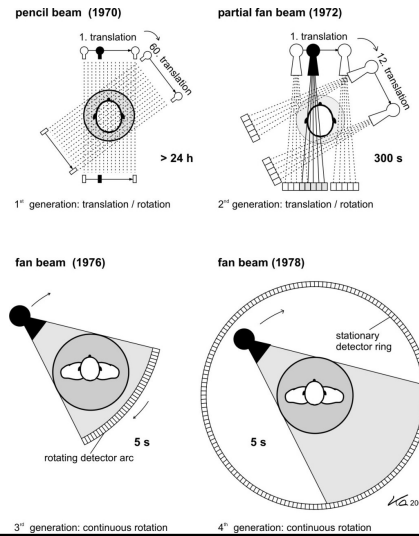 pencil beam (1970)
1. translation
60. translation
> 24 h
1st generation: translation / rotation
partial fan beam (1972)
1. translation
12. translation
300 s
2nd generation: translation / rotation
fan beam (1976)
5 s
rotating detector arc
3rd generation: continuous rotation
fan beam (1978)
stationary
detector ring
5 s
20
4th generation: continuous rotation